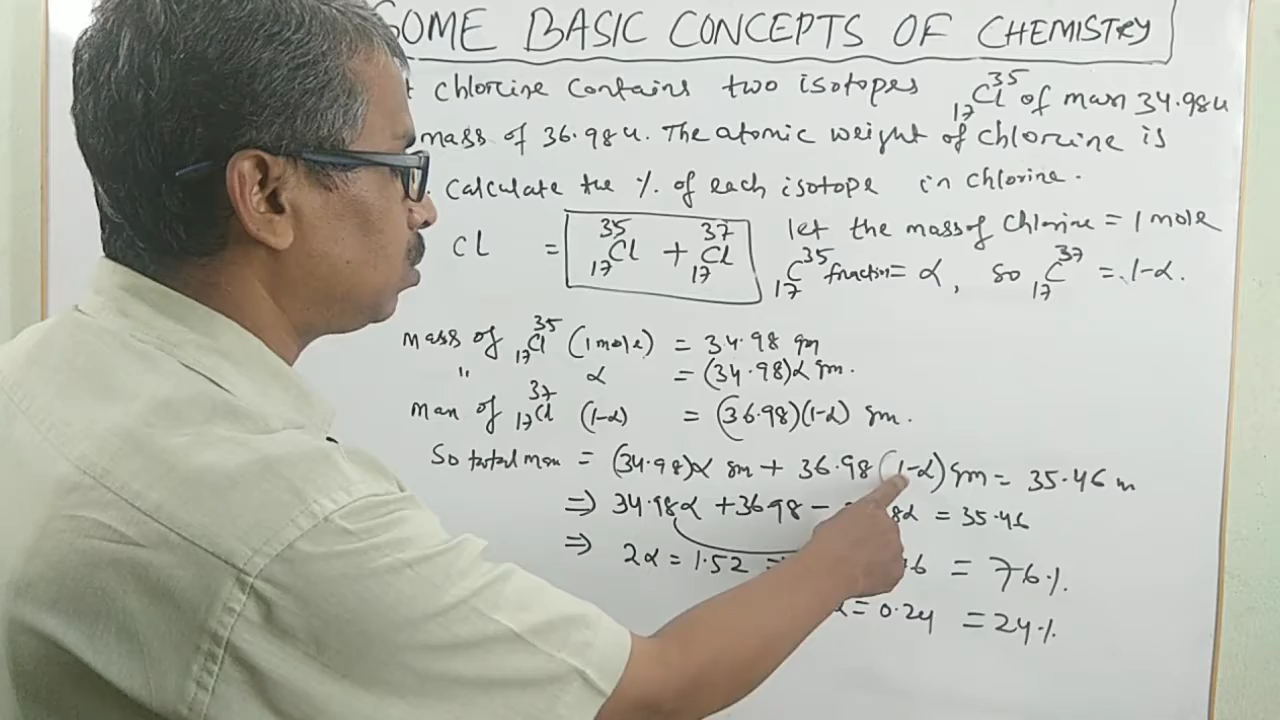 SOME BASIC CONCEPTS OF CHEMISTRY
chlorine contains two isotopes ₁₇Cl³⁵ of mass 34.98u
mass of 36.98u. The atomic weight of chlorine is
Calculate the %. of each isotope in chlorine.
CL = ³⁵₁₇Cl + ³⁷₁₇Cl let the mass of Chlorine = 1 mole
₁₇C³⁵ fraction = α, so ₁₇C³⁷ = 1-α.
mass of ₁₇Cl³⁵ (1 mole) = 34.98 gm
" α = (34.98)α gm.
Mass of ₁₇Cl³⁷ (1-α) = (36.98)(1-α) gm.
So total mass = (34.98)α gm + 36.98 (1-α) gm = 35.46 m
⇒ 34.98α + 3698 - 8α = 35.46
⇒ 2α = 1.52 = 6 = 76%.
α = 0.24 = 24%.